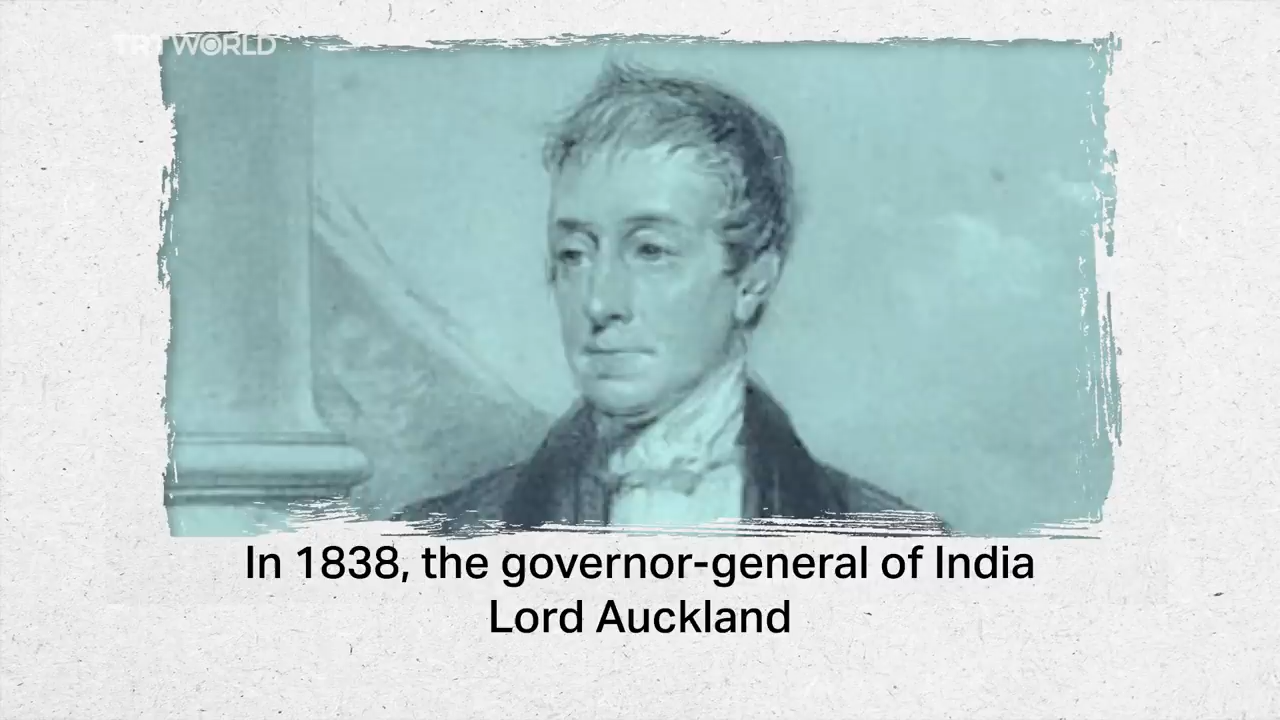 TRT WORLD
In 1838, the governor-general of India
Lord Auckland